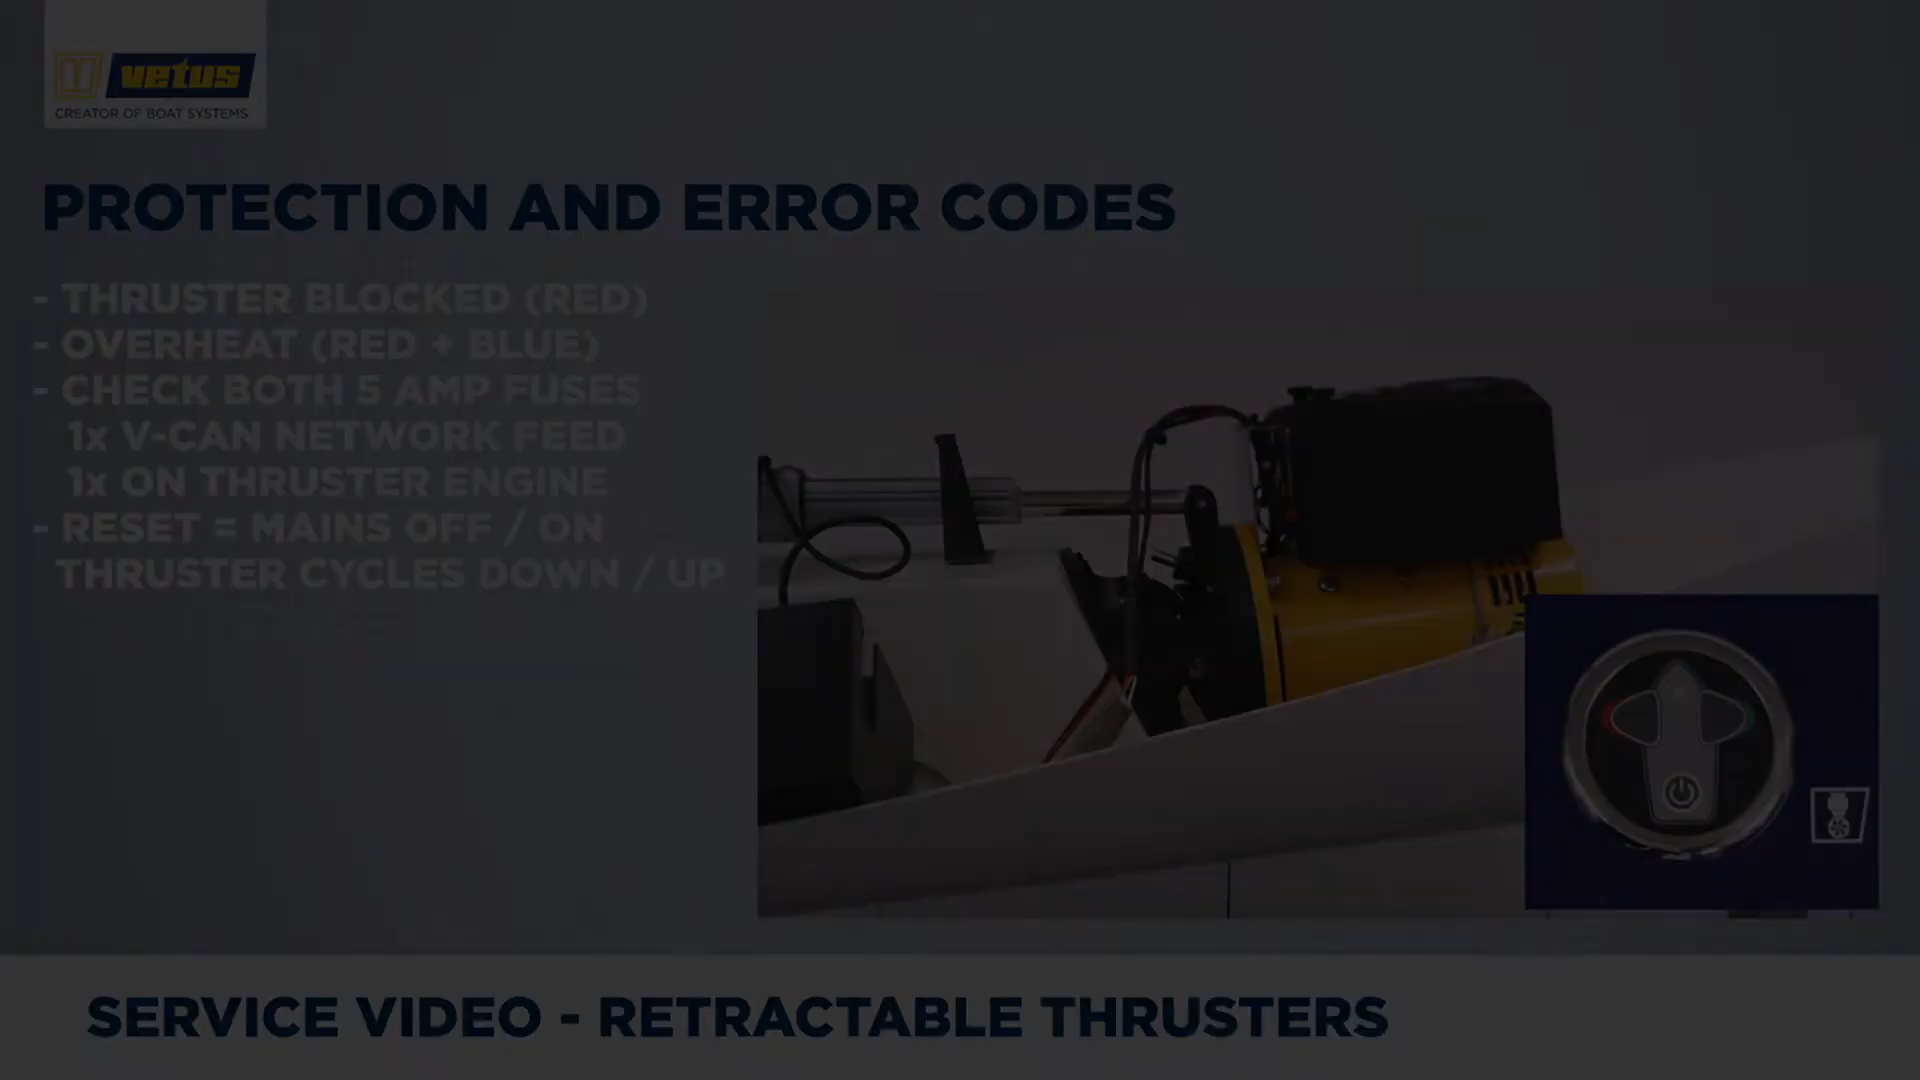 vetus
CREATOR OF BOAT SYSTEMS
PROTECTION AND ERROR CODES
- THRUSTER BLOCKED (RED)
- OVERHEAT (RED + BLUE)
- CHECK BOTH 5 AMP FUSES
1x V-CAN NETWORK FEED
1x ON THRUSTER ENGINE
- RESET = MAINS OFF / ON
THRUSTER CYCLES DOWN / UP
SERVICE VIDEO - RETRACTABLE THRUSTERS